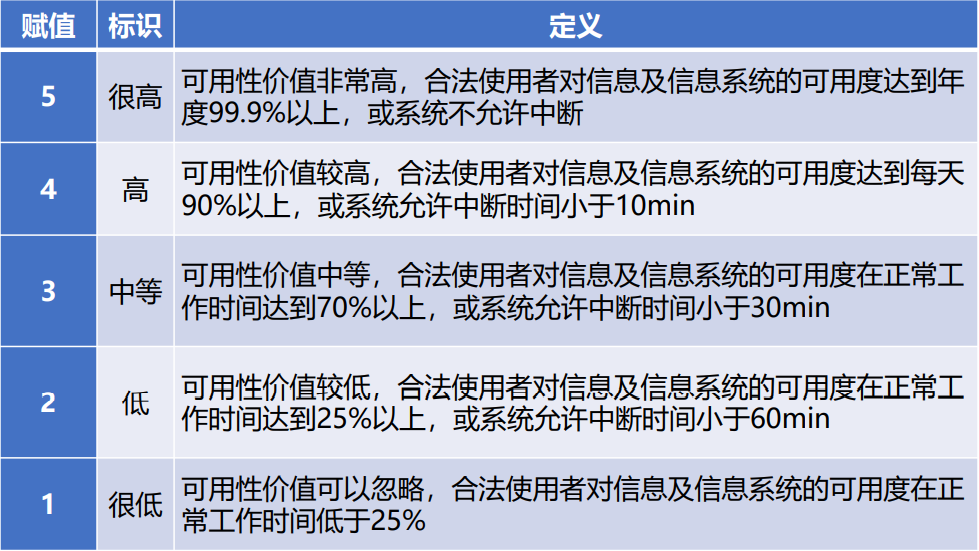 赋值 标识 定义
5 很高 可用性价值非常高，合法使用者对信息及信息系统的可用度达到年
度99.9%以上，或系统不允许中断
4 高 可用性价值较高，合法使用者对信息及信息系统的可用度达到每天
90%以上，或系统允许中断时间小于10min
3 中等 可用性价值中等，合法使用者对信息及信息系统的可用度在正常工
作时间达到70%以上，或系统允许中断时间小于30min
2 低 可用性价值较低，合法使用者对信息及信息系统的可用度在正常工
作时间达到25%以上，或系统允许中断时间小于60min
1 很低 可用性价值可以忽略，合法使用者对信息及信息系统的可用度在正
常工作时间低于25%